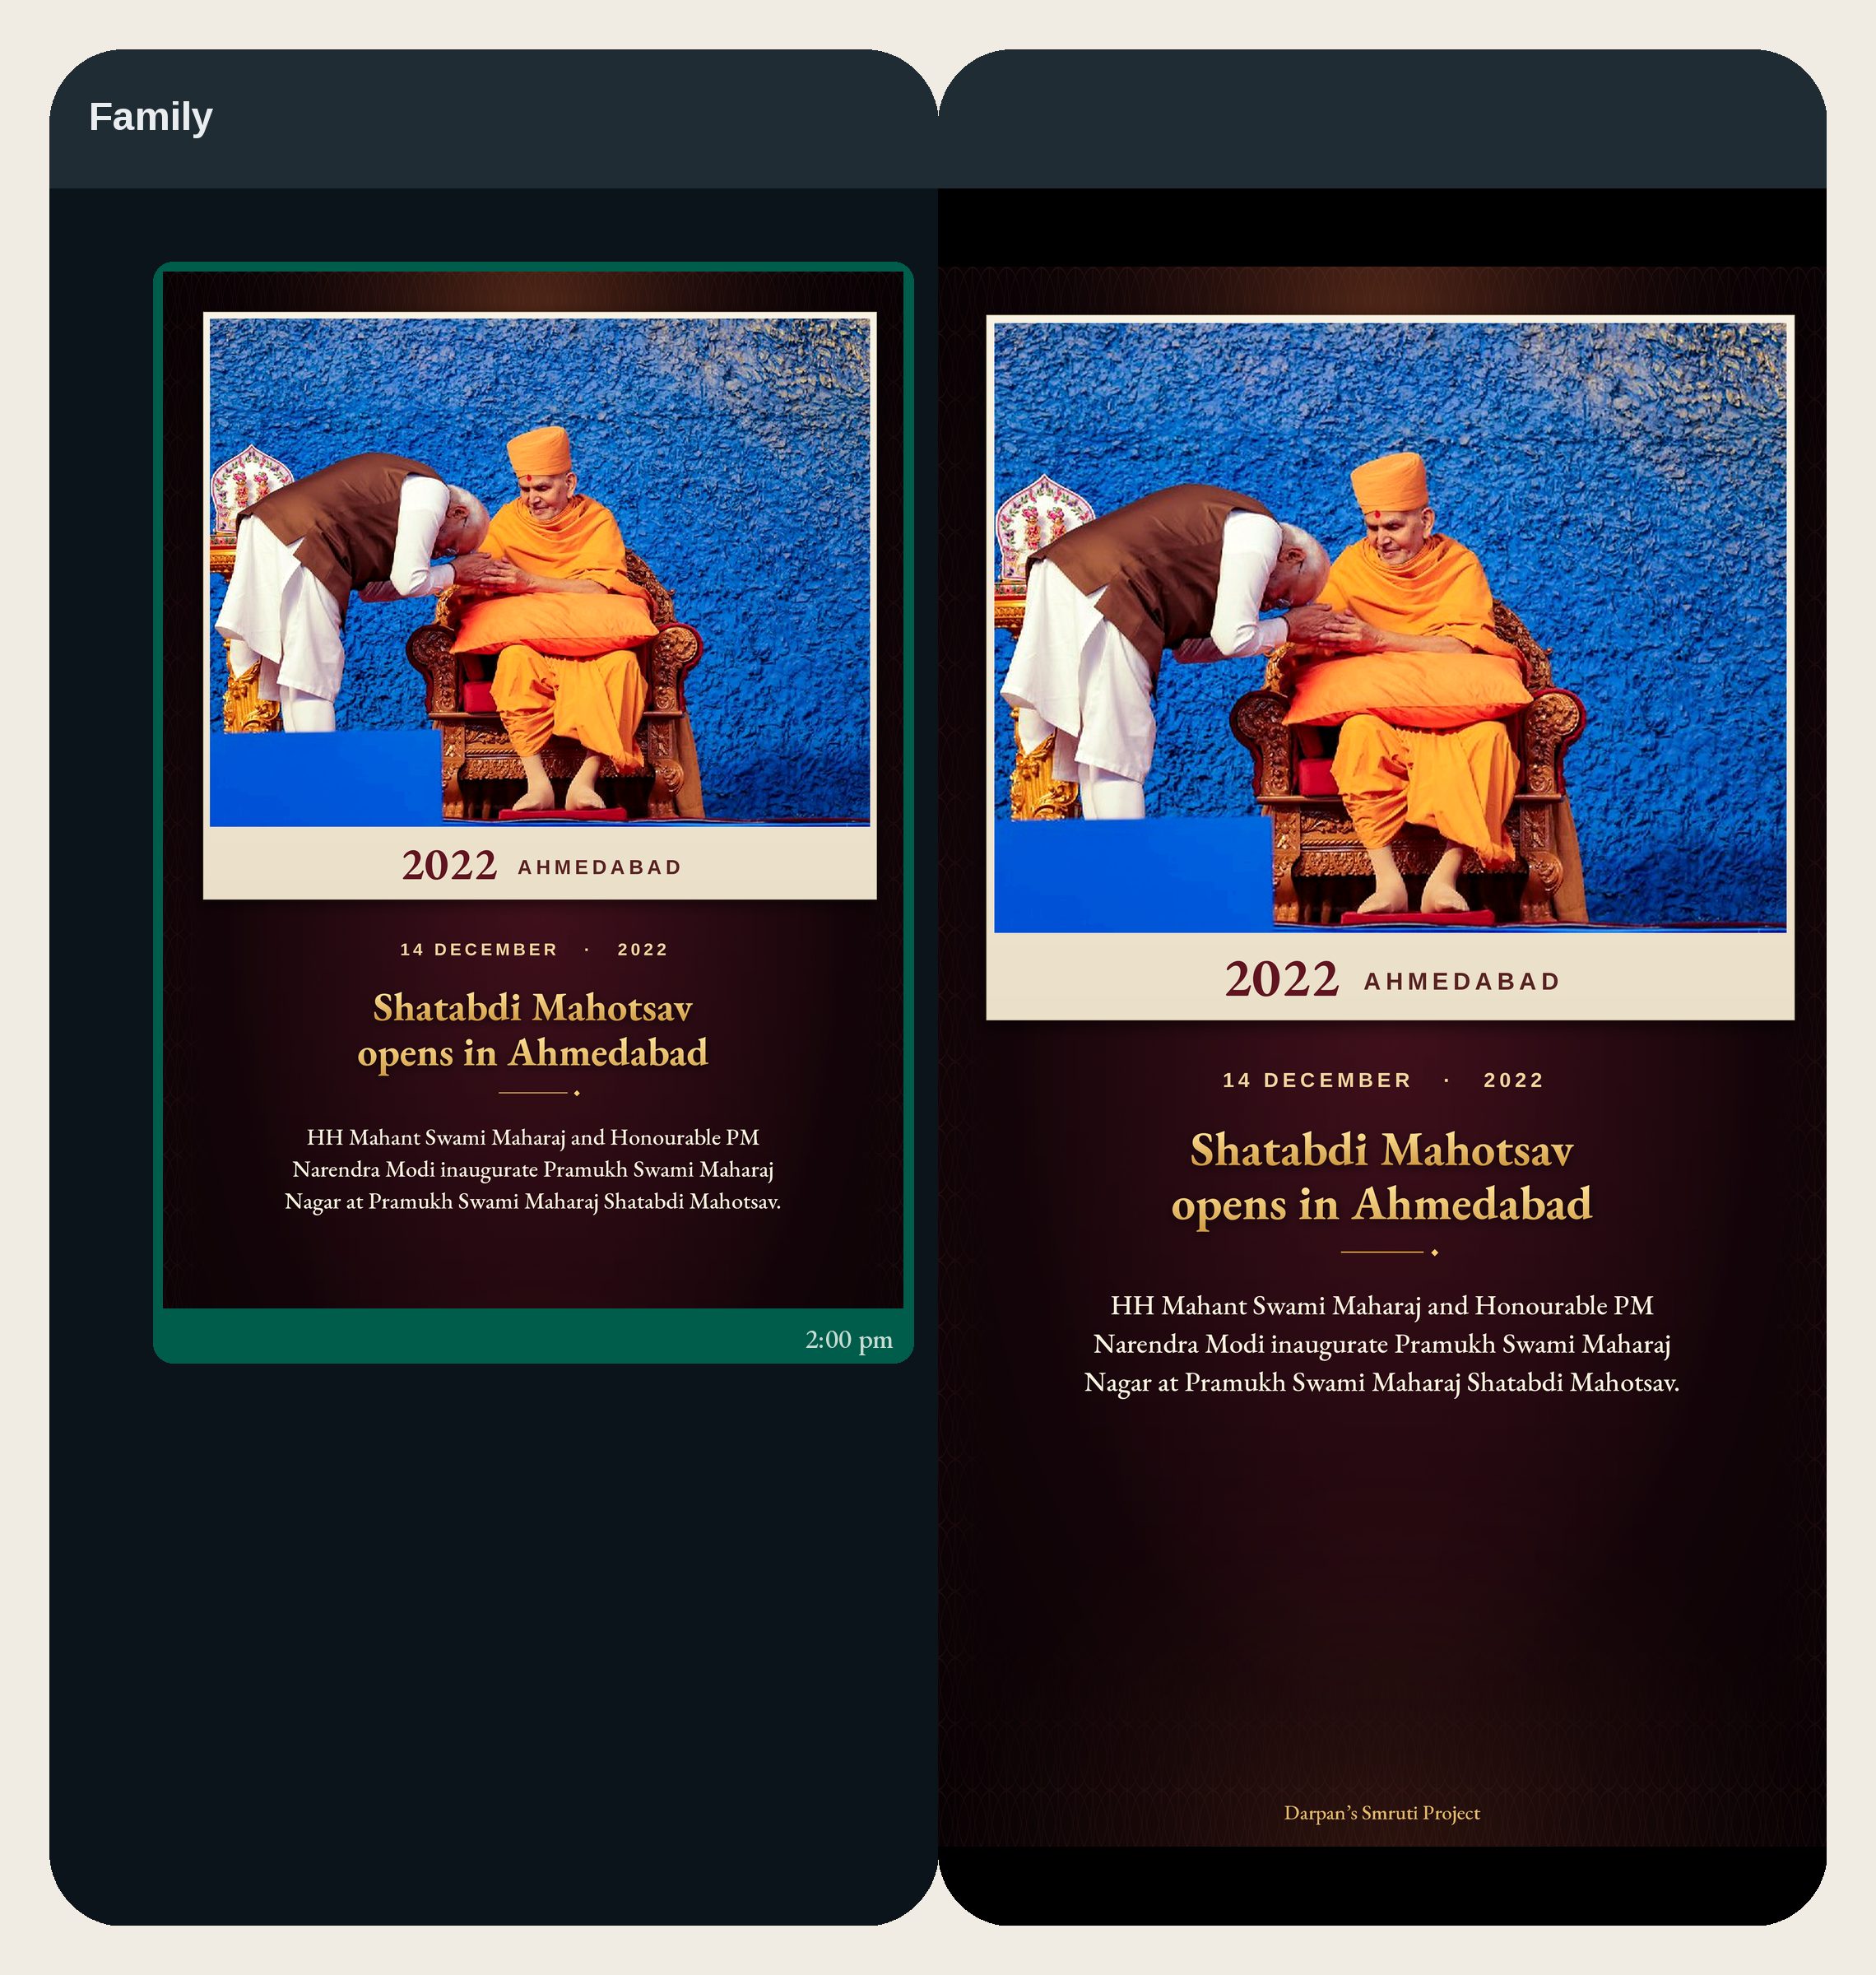 Family
2022 AHMEDABAD
14 DECEMBER · 2022
Shatabdi Mahotsav
opens in Ahmedabad
HH Mahant Swami Maharaj and Honourable PM
Narendra Modi inaugurate Pramukh Swami Maharaj
Nagar at Pramukh Swami Maharaj Shatabdi Mahotsav.
2:00 pm
2022 AHMEDABAD
14 DECEMBER · 2022
Shatabdi Mahotsav
opens in Ahmedabad
HH Mahant Swami Maharaj and Honourable PM
Narendra Modi inaugurate Pramukh Swami Maharaj
Nagar at Pramukh Swami Maharaj Shatabdi Mahotsav.
Darpan’s Smruti Project